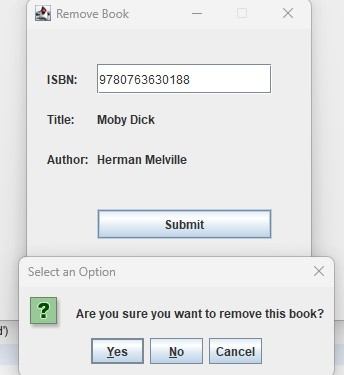 Remove Book
ISBN: 9780763630188
Title: Moby Dick
Author: Herman Melville
Submit
Select an Option
d')
? Are you sure you want to remove this book?
Yes No Cancel